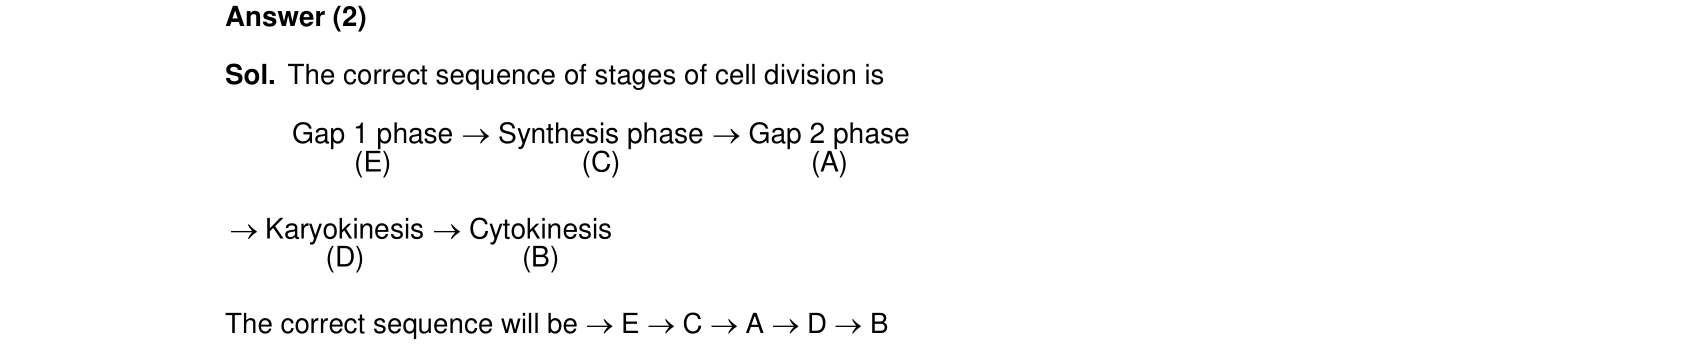 Answer (2)
Sol. The correct sequence of stages of cell division is
Gap 1 phase → Synthesis phase → Gap 2 phase
(E) (C) (A)
→ Karyokinesis → Cytokinesis
(D) (B)
The correct sequence will be → E → C → A → D → B